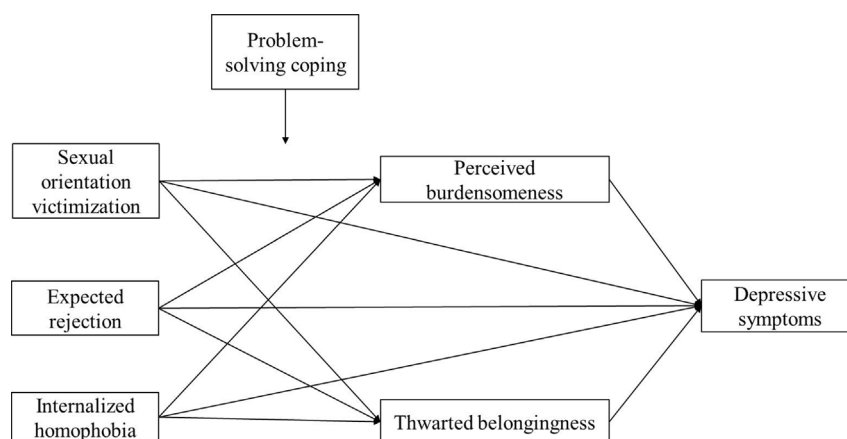 Problem-
solving coping
Sexual
orientation
victimization
Perceived
burdensomeness
Expected
rejection
Depressive
symptoms
Internalized
homophobia
Thwarted belongingness